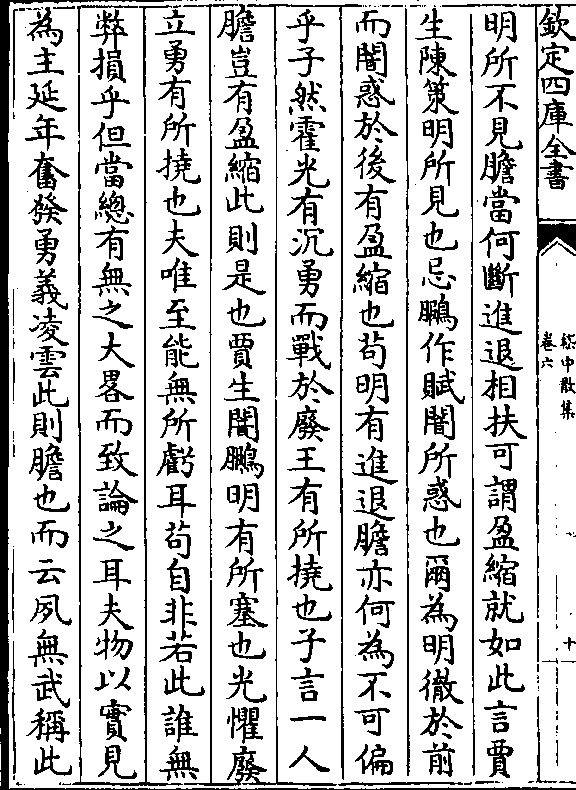 欽定四庫全書
嵇中散集
卷六
十
明所不見膽當何斷進退相扶可謂盈縮就如此言賈
生陳策明所見也忌鵩作賦闇所惑也爾為明徹於前
而闇惑於後有盈縮也茍明有進退膽亦何為不可偏
乎子然霍光有沉勇而戰於廢王有所撓也子言一人
膽豈有盈縮此則是也賈生闇鵩明有所塞也光懼廢
立勇有所撓也夫唯至能無所虧耳茍自非若此誰無
弊損乎但當總有無之大畧而致論之耳夫物以實見
為主延年奮發勇義凌雲此則膽也而云夙無武稱此